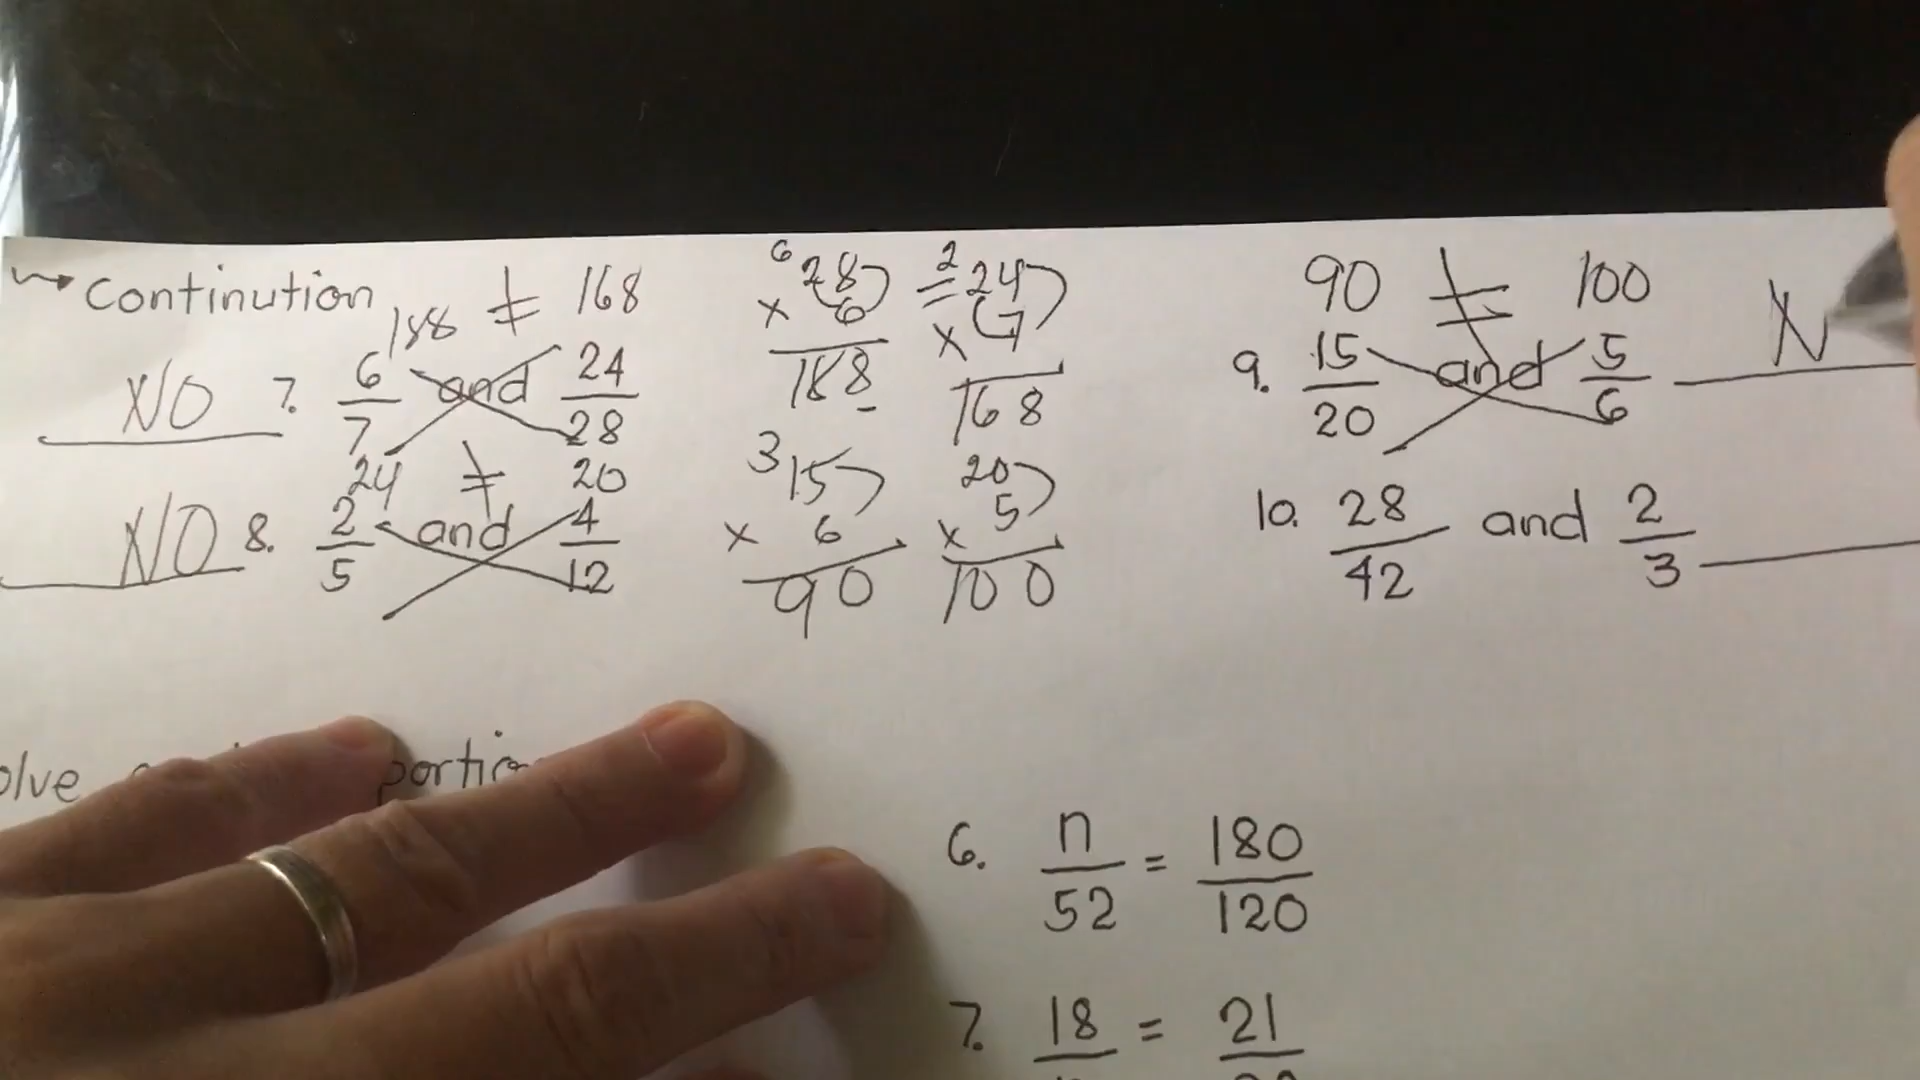 Continution
188 ≠ 168
NO 7. 6/7 and 24/28
24 ≠ 20
NO 8. 2/5 and 4/12
6
28
x 6
188
2
= 24
x 7
168
3
15
x 6
90
20
x 5
100
90 ≠ 100
9. 15/20 and 5/6 N
10. 28/42 and 2/3
olve
6. n/52 = 180/120
7. 18 = 21